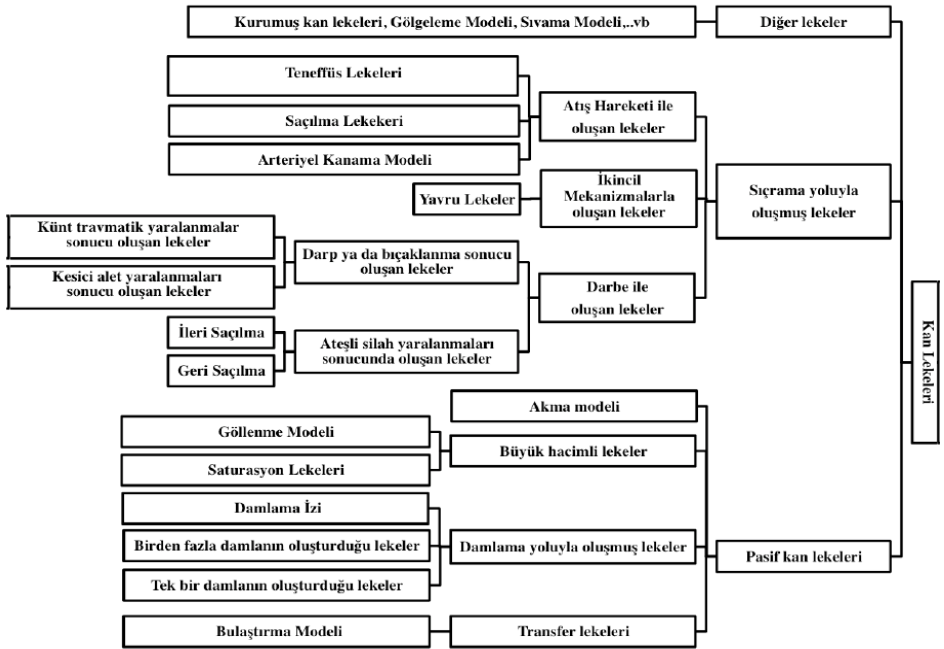 Kurumuş kan lekeleri, Gölgeleme Modeli, Sıvama Modeli,..vb
Diğer lekeler
Teneffüs Lekeleri
Saçılma Lekekeri
Arteriyel Kanama Modeli
Atış Hareketi ile
oluşan lekeler
Yavru Lekeler
İkincil
Mekanizmalarla
oluşan lekeler
Sıçrama yoluyla
oluşmuş lekeler
Künt travmatik yaralanmalar
sonucu oluşan lekeler
Kesici alet yaralanmaları
sonucu oluşan lekeler
Darp ya da bıçaklanma sonucu
oluşan lekeler
Darbe ile
oluşan lekeler
İleri Saçılma
Geri Saçılma
Ateşli silah yaralanmaları
sonucunda oluşan lekeler
Kan Lekeleri
Akma modeli
Göllenme Modeli
Saturasyon Lekeleri
Büyük hacimli lekeler
Damlama İzi
Birden fazla damlanın oluşturduğu lekeler
Tek bir damlanın oluşturduğu lekeler
Damlama yoluyla oluşmuş lekeler
Pasif kan lekeleri
Bulaştırma Modeli
Transfer lekeleri